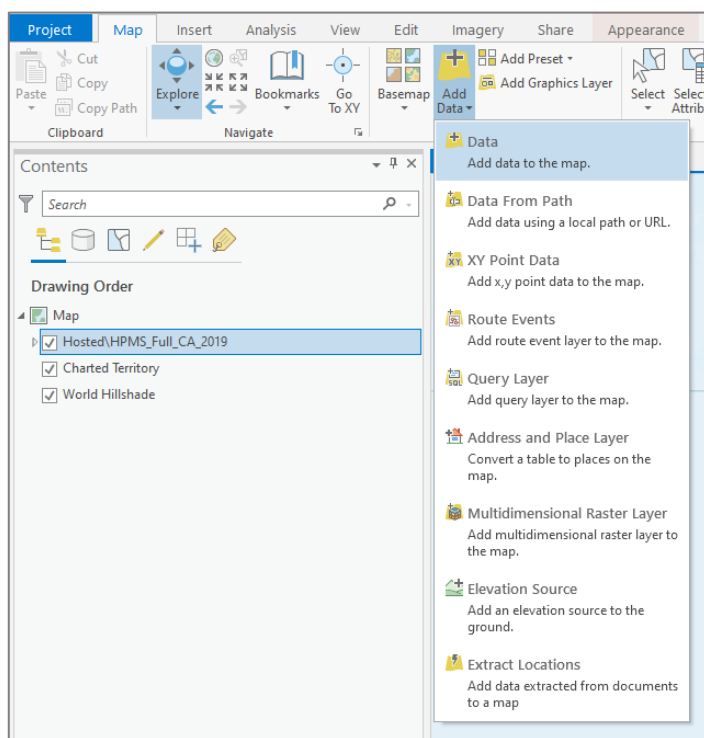 Project Map Insert Analysis View Edit Imagery Share Appearance
Cut
Copy
Copy Path
Paste
Clipboard
Explore
Bookmarks
Go
To XY
Navigate
Basemap
Add
Data
Add Preset
Add Graphics Layer
Select
Contents
Search
Drawing Order
Map
Hosted\HPMS_Full_CA_2019
Charted Territory
World Hillshade
Data
Add data to the map.
Data From Path
Add data using a local path or URL.
XY
XY Point Data
Add x,y point data to the map.
Route Events
Add route event layer to the map.
SQL
Query Layer
Add query layer to the map.
Address and Place Layer
Convert a table to places on the
map.
Multidimensional Raster Layer
Add multidimensional raster layer to
the map.
Elevation Source
Add an elevation source to the
ground.
Extract Locations
Add data extracted from documents
to a map